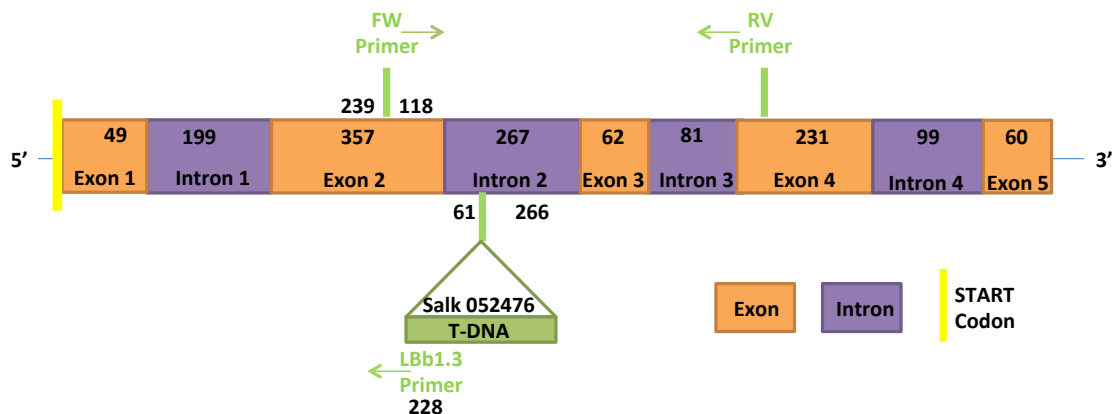 FW
Primer
RV
Primer
239 118
5’
49
199
357
267
62
81
231
99
60
3’
Exon 1
Intron 1
Exon 2
Intron 2
Exon 3
Intron 3
Exon 4
Intron 4
Exon 5
61 266
Salk 052476
T-DNA
LBb1.3
Primer
228
Exon
Intron
START
Codon